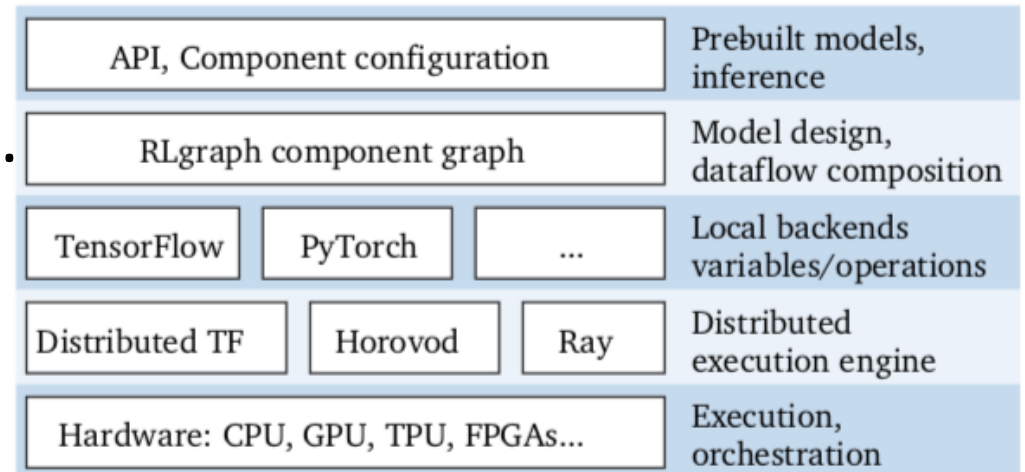 API, Component configuration
Prebuilt models,
inference
RLgraph component graph
Model design,
dataflow composition
TensorFlow
PyTorch
...
Local backends
variables/operations
Distributed TF
Horovod
Ray
Distributed
execution engine
Hardware: CPU, GPU, TPU, FPGAs...
Execution,
orchestration